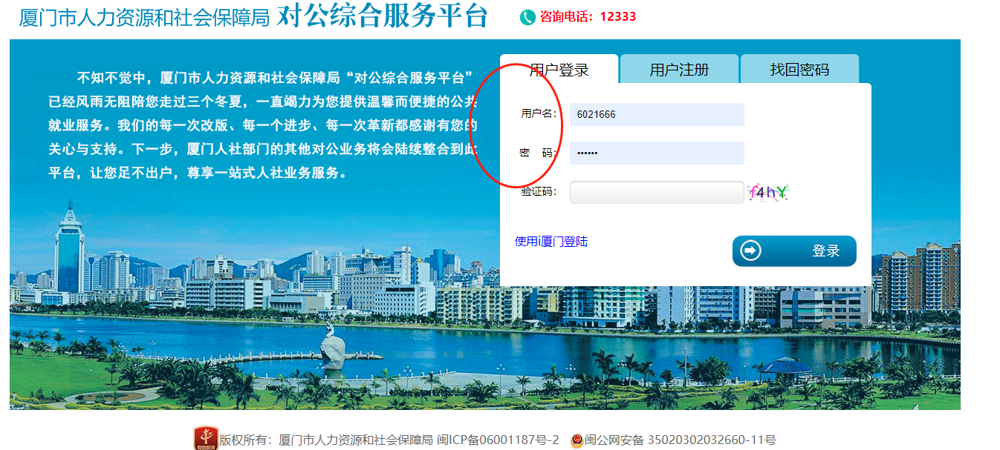 厦门市人力资源和社会保障局 对公综合服务平台 咨询电话：12333
不知不觉中，厦门市人力资源和社会保障局“对公综合服务平台”
已经风雨无阻陪您走过三个冬夏，一直竭力为您提供温馨而便捷的公共
就业服务。我们的每一次改版、每一个进步、每一次革新都感谢有您的
关心与支持。下一步，厦门人社部门的其他对公业务将会陆续整合到此
平台，让您足不出户，尊享一站式人社业务服务。
用户登录 用户注册 找回密码
用户名： 6021666
密 码： ••••••
验证码： f4hY
使用i厦门登陆
登录
党政机关 版权所有：厦门市人力资源和社会保障局 闽ICP备06001187号-2 闽公网安备 35020302032660-11号